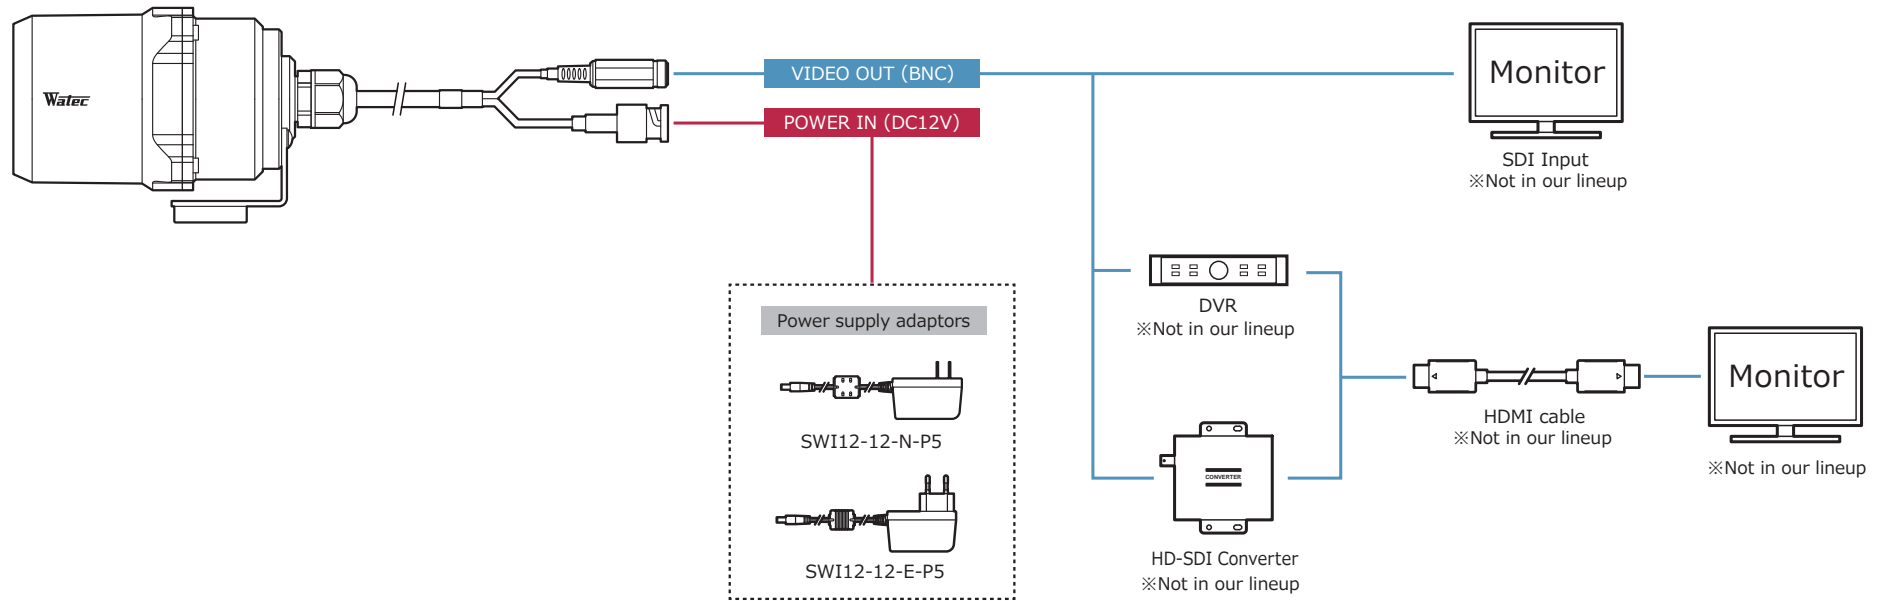 Watec
VIDEO OUT (BNC)
POWER IN (DC12V)
Monitor
SDI Input
※Not in our lineup
Power supply adaptors
SWI12-12-N-P5
SWI12-12-E-P5
DVR
※Not in our lineup
CONVERTER
HD-SDI Converter
※Not in our lineup
HDMI cable
※Not in our lineup
Monitor
※Not in our lineup